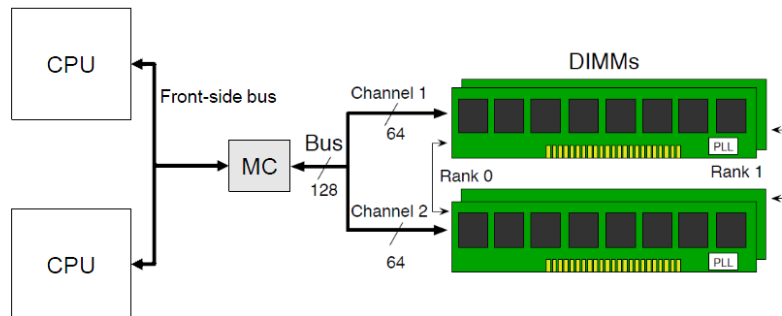 CPU
Front-side bus
CPU
MC
Bus
128
Channel 1
64
Channel 2
64
DIMMs
PLL
Rank 0
Rank 1
PLL